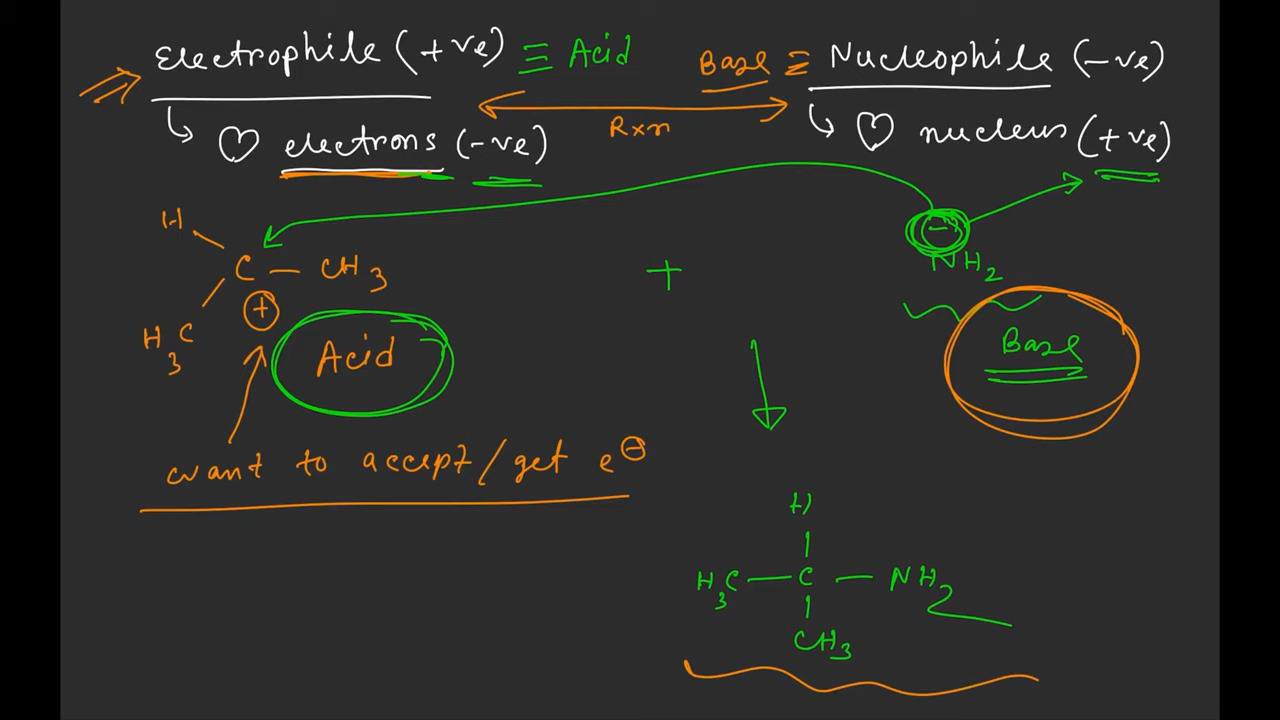 Electrophile (+ve) ≡ Acid Base ≡ Nucleophile (-ve)
↳ ♡ electrons (-ve) Rxn ↳ ♡ nucleus (+ve)
H
C — CH3 + NH2
⊖
⊕
H3C
Acid
Base
want to accept/get e⊖
H
|
H3C — C — NH2
|
CH3